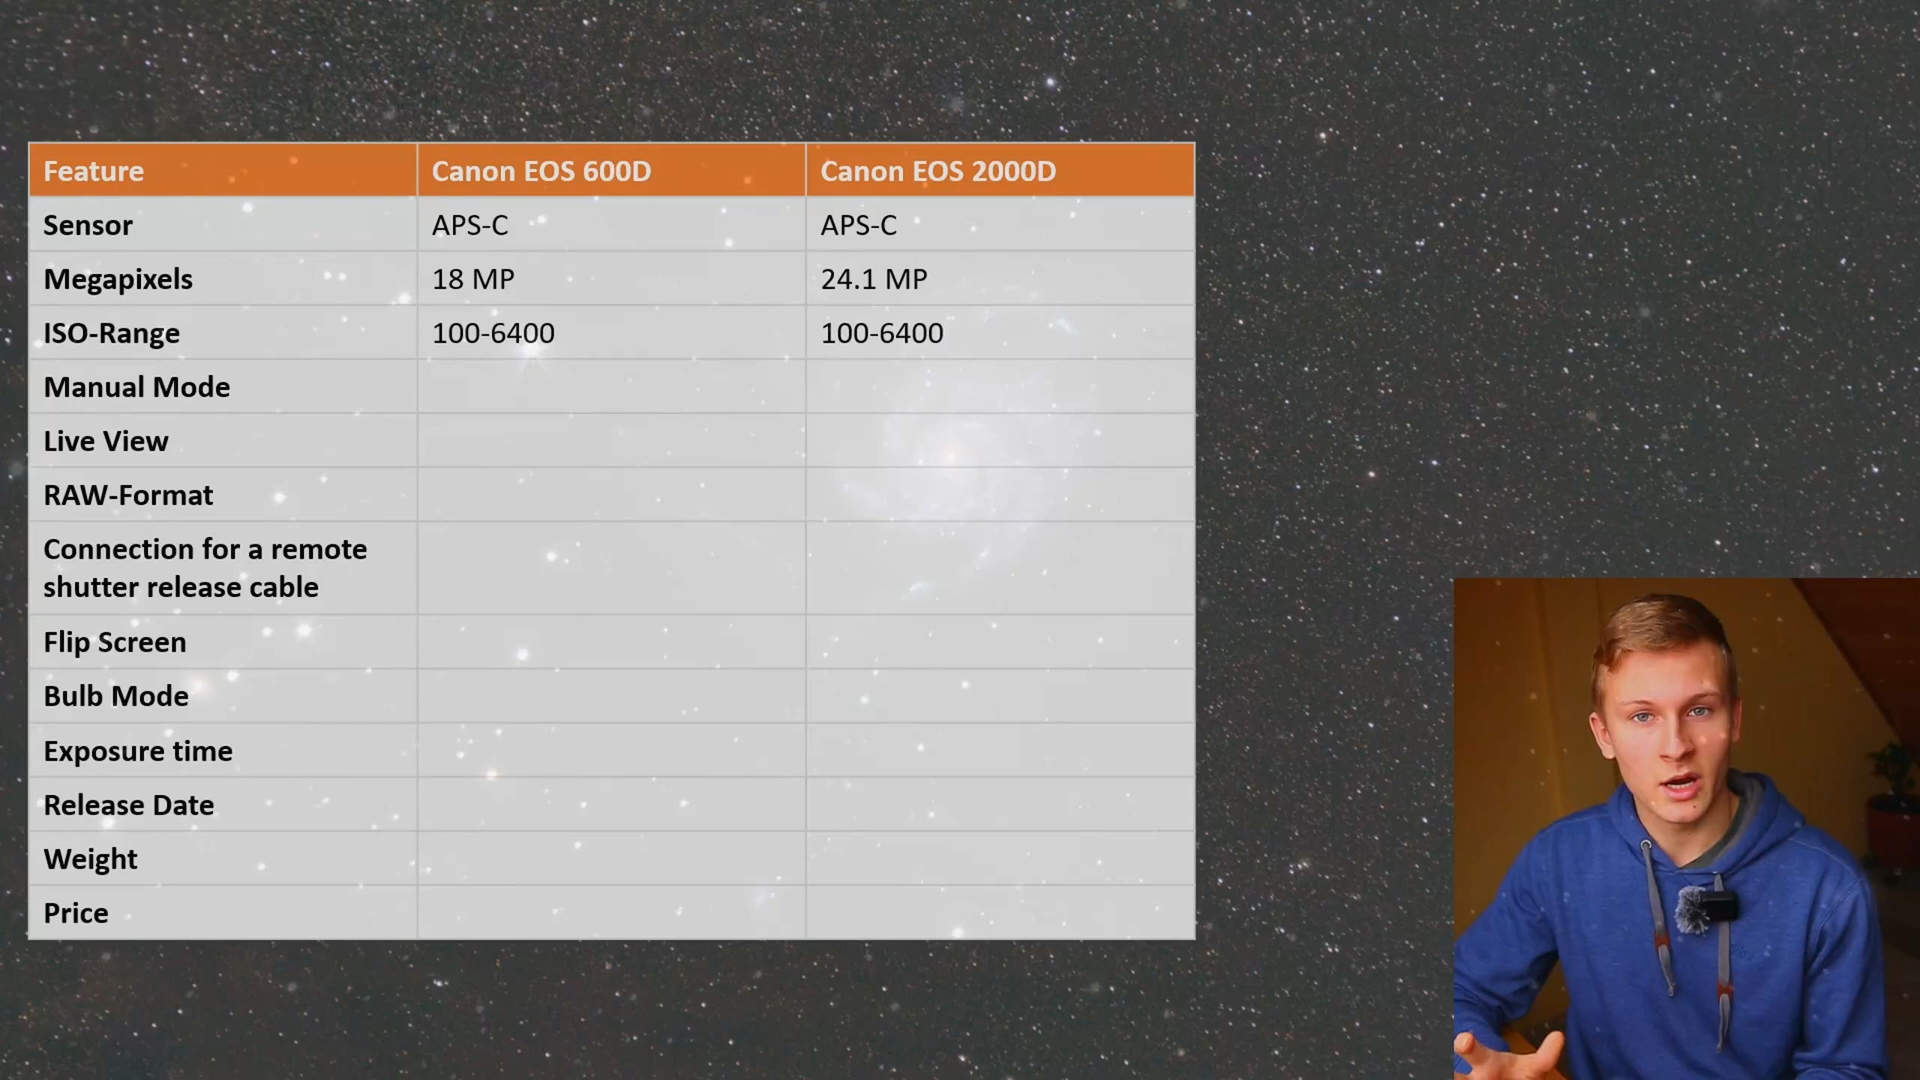 Feature Canon EOS 600D Canon EOS 2000D
Sensor APS-C APS-C
Megapixels 18 MP 24.1 MP
ISO-Range 100-6400 100-6400
Manual Mode
Live View
RAW-Format
Connection for a remote
shutter release cable
Flip Screen
Bulb Mode
Exposure time
Release Date
Weight
Price